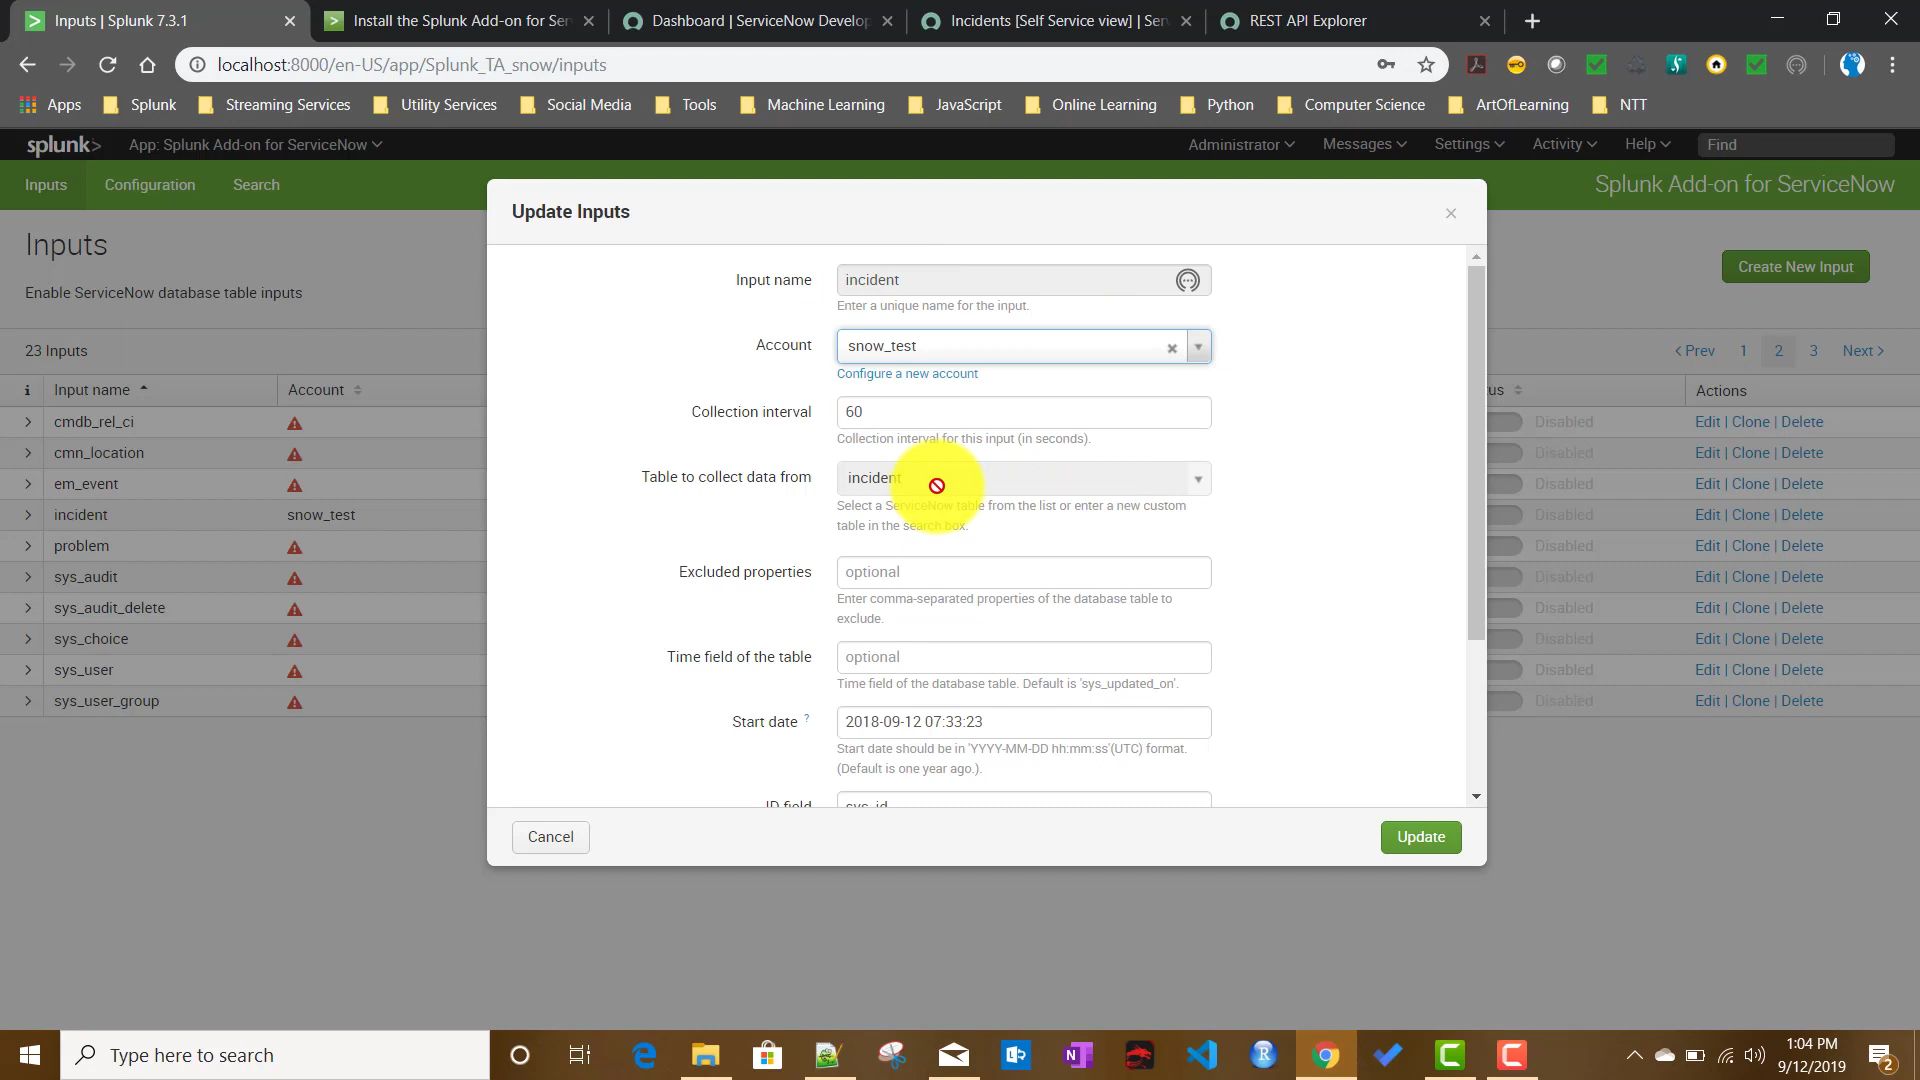 Inputs | Splunk 7.3.1
Install the Splunk Add-on for Ser
Dashboard | ServiceNow Develop
Incidents [Self Service view] | Ser
REST API Explorer
localhost:8000/en-US/app/Splunk_TA_snow/inputs
Apps Splunk Streaming Services Utility Services Social Media Tools Machine Learning JavaScript Online Learning Python Computer Science ArtOfLearning NTT
splunk> App: Splunk Add-on for ServiceNow Administrator Messages Settings Activity Help Find
Inputs Configuration Search Splunk Add-on for ServiceNow
Inputs
Enable ServiceNow database table inputs
Create New Input
23 Inputs
< Prev 1 2 3 Next >
i Input name Account us Actions
cmdb_rel_ci Disabled Edit | Clone | Delete
cmn_location Disabled Edit | Clone | Delete
em_event Disabled Edit | Clone | Delete
incident snow_test Disabled Edit | Clone | Delete
problem Disabled Edit | Clone | Delete
sys_audit Disabled Edit | Clone | Delete
sys_audit_delete Disabled Edit | Clone | Delete
sys_choice Disabled Edit | Clone | Delete
sys_user Disabled Edit | Clone | Delete
sys_user_group Disabled Edit | Clone | Delete
Update Inputs
Input name incident
Enter a unique name for the input.
Account snow_test
Configure a new account
Collection interval 60
Collection interval for this input (in seconds).
Table to collect data from incident
Select a ServiceNow table from the list or enter a new custom
table in the search box.
Excluded properties optional
Enter comma-separated properties of the database table to
exclude.
Time field of the table optional
Time field of the database table. Default is 'sys_updated_on'.
Start date ? 2018-09-12 07:33:23
Start date should be in 'YYYY-MM-DD hh:mm:ss'(UTC) format.
(Default is one year ago.).
ID field sys_id
Cancel Update
Type here to search
1:04 PM
9/12/2019
2